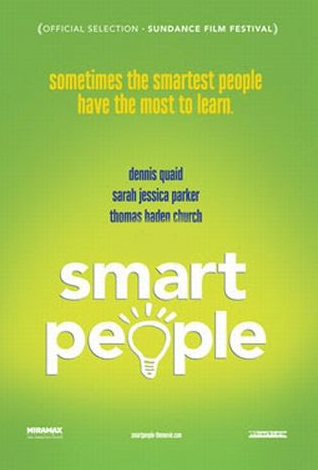 (OFFICIAL SELECTION - SUNDANCE FILM FESTIVAL)
sometimes the smartest people
have the most to learn.
dennis quaid
sarah jessica parker
thomas haden church
smart
people
MIRAMAX
smartpeople-themovie.com